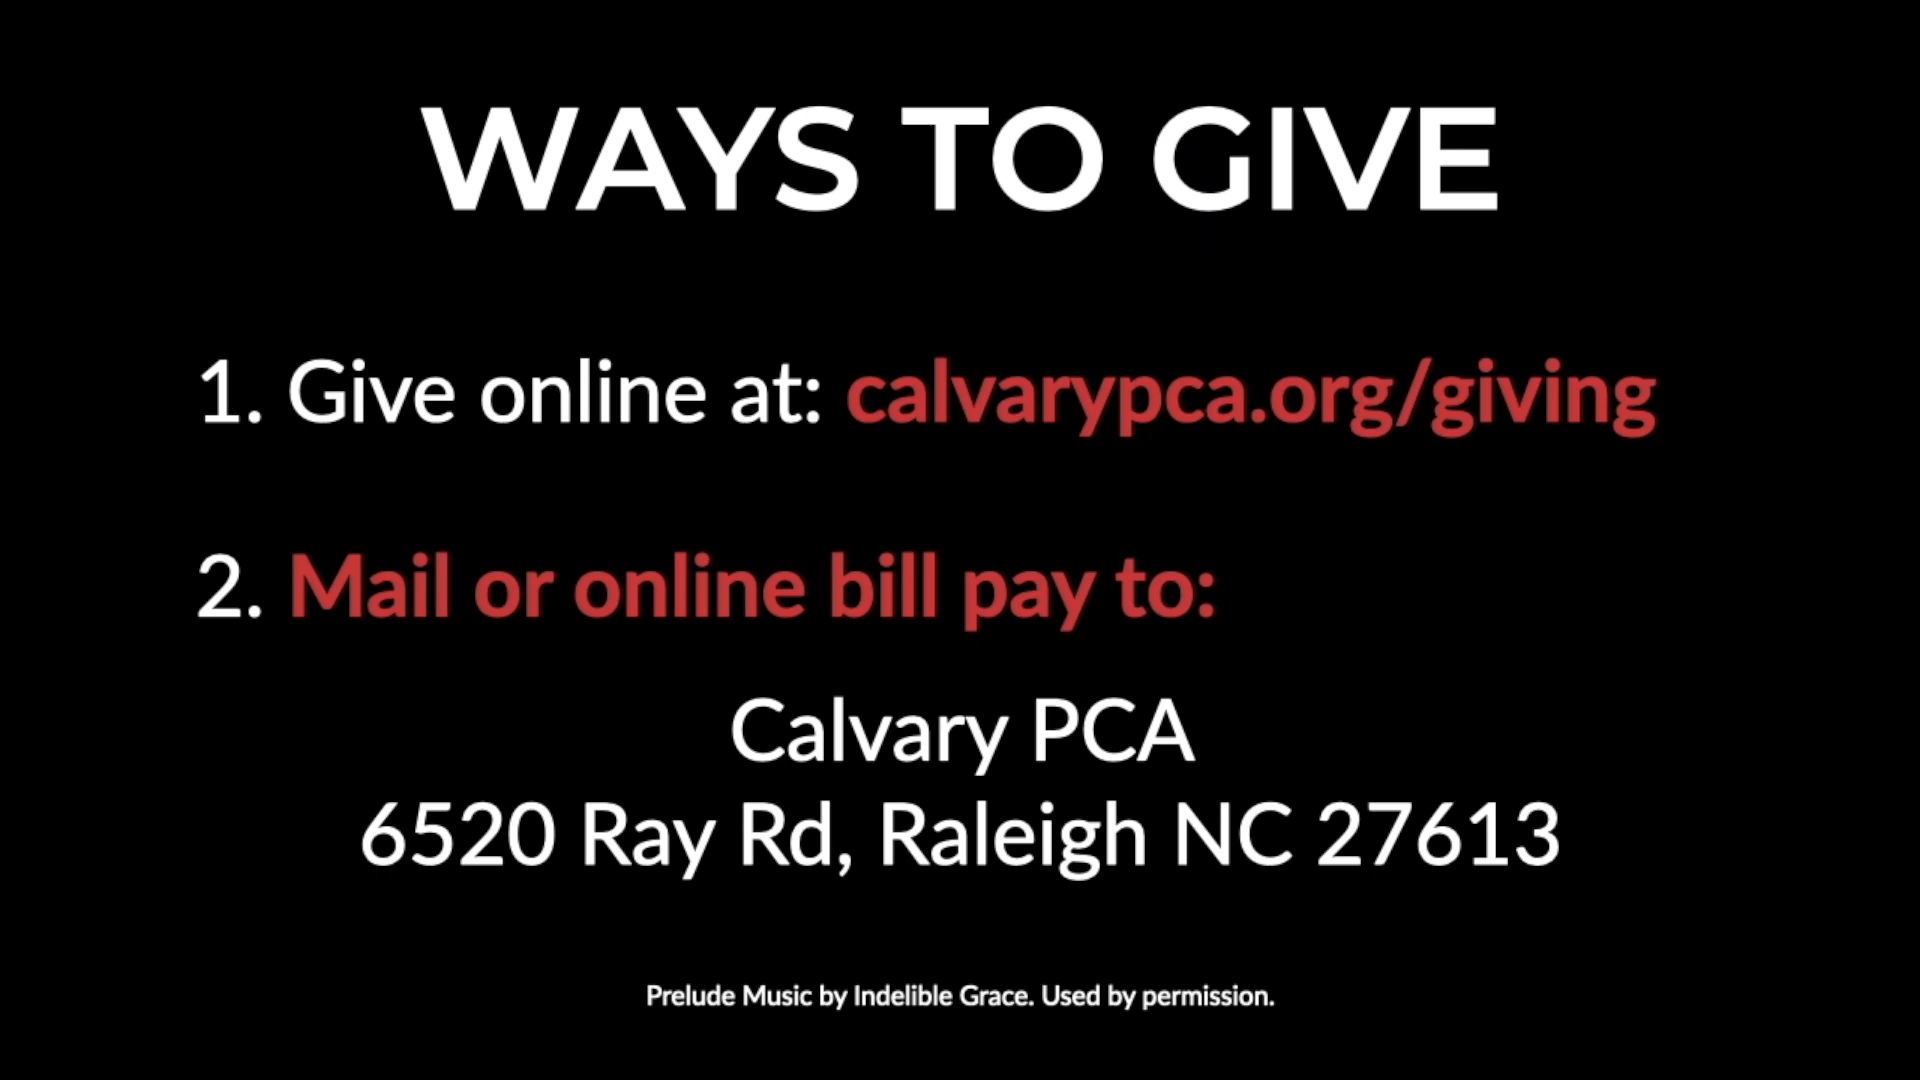 WAYS TO GIVE
1. Give online at: calvarypca.org/giving
2. Mail or online bill pay to:
Calvary PCA
6520 Ray Rd, Raleigh NC 27613
Prelude Music by Indelible Grace. Used by permission.